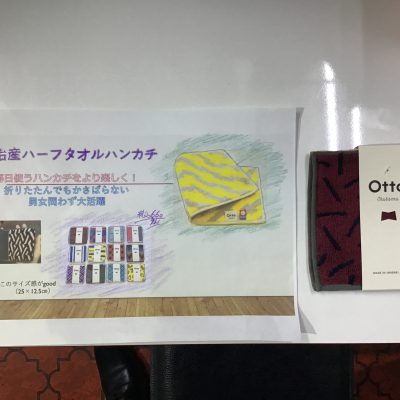 治産ハーフタオルハンカチ
毎日使うハンカチをより楽しく！
折りたたんでもかさばらない
男女問わず大活躍
このサイズ感がgood
(25×12.5cm)
Otto